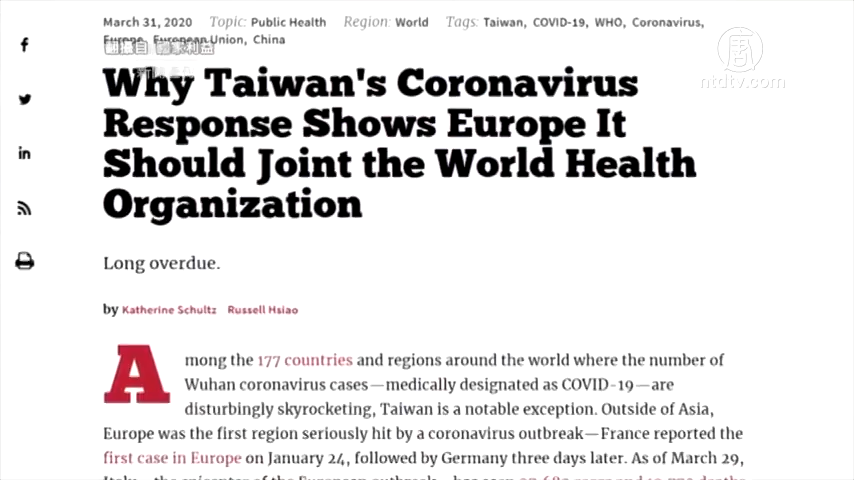 March 31, 2020 Topic: Public Health Region: World Tags: Taiwan, COVID-19, WHO, Coronavirus,
Europe, European Union, China
翻攝自 國家利益
ntdtv.com
Why Taiwan's Coronavirus
Response Shows Europe It
Should Joint the World Health
Organization
Long overdue.
by Katherine Schultz Russell Hsiao
Among the 177 countries and regions around the world where the number of
Wuhan coronavirus cases—medically designated as COVID-19—are
disturbingly skyrocketing, Taiwan is a notable exception. Outside of Asia,
Europe was the first region seriously hit by a coronavirus outbreak—France reported the
first case in Europe on January 24, followed by Germany three days later. As of March 29,